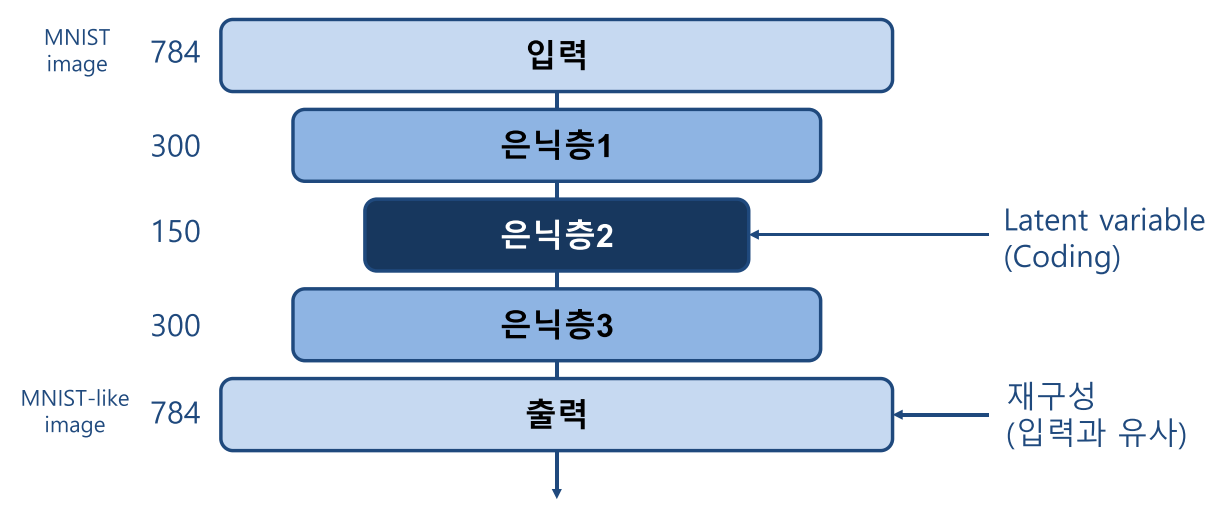 MNIST
image
784
입력
300
은닉층1
150
은닉층2
Latent variable
(Coding)
300
은닉층3
MNIST-like
image
784
출력
재구성
(입력과 유사)